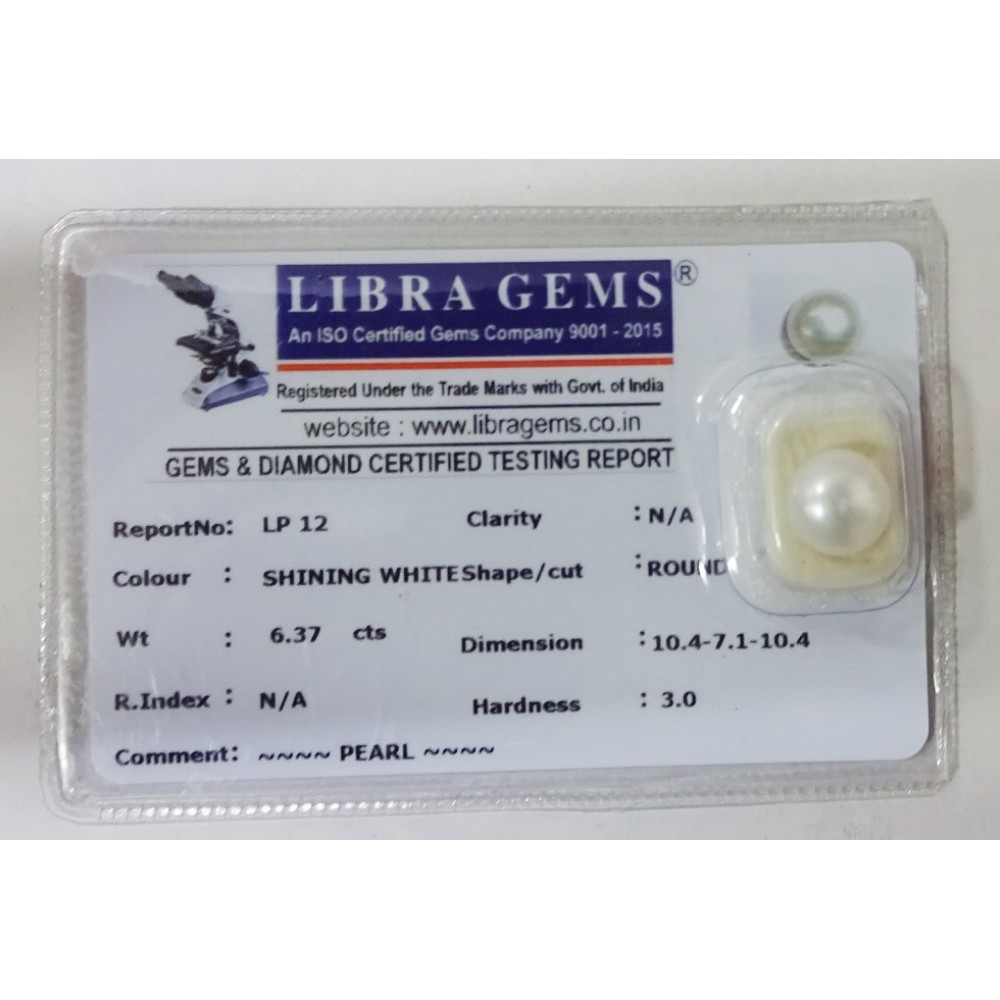 LIBRA GEMS ®
An ISO Certified Gems Company 9001 - 2015
Registered Under the Trade Marks with Govt. of India
website : www.libragems.co.in
GEMS & DIAMOND CERTIFIED TESTING REPORT
ReportNo: LP 12 Clarity : N/A
Colour : SHINING WHITE Shape/cut : ROUND
Wt : 6.37 cts Dimension : 10.4-7.1-10.4
R.Index : N/A Hardness : 3.0
Comment: ~~~~ PEARL ~~~~